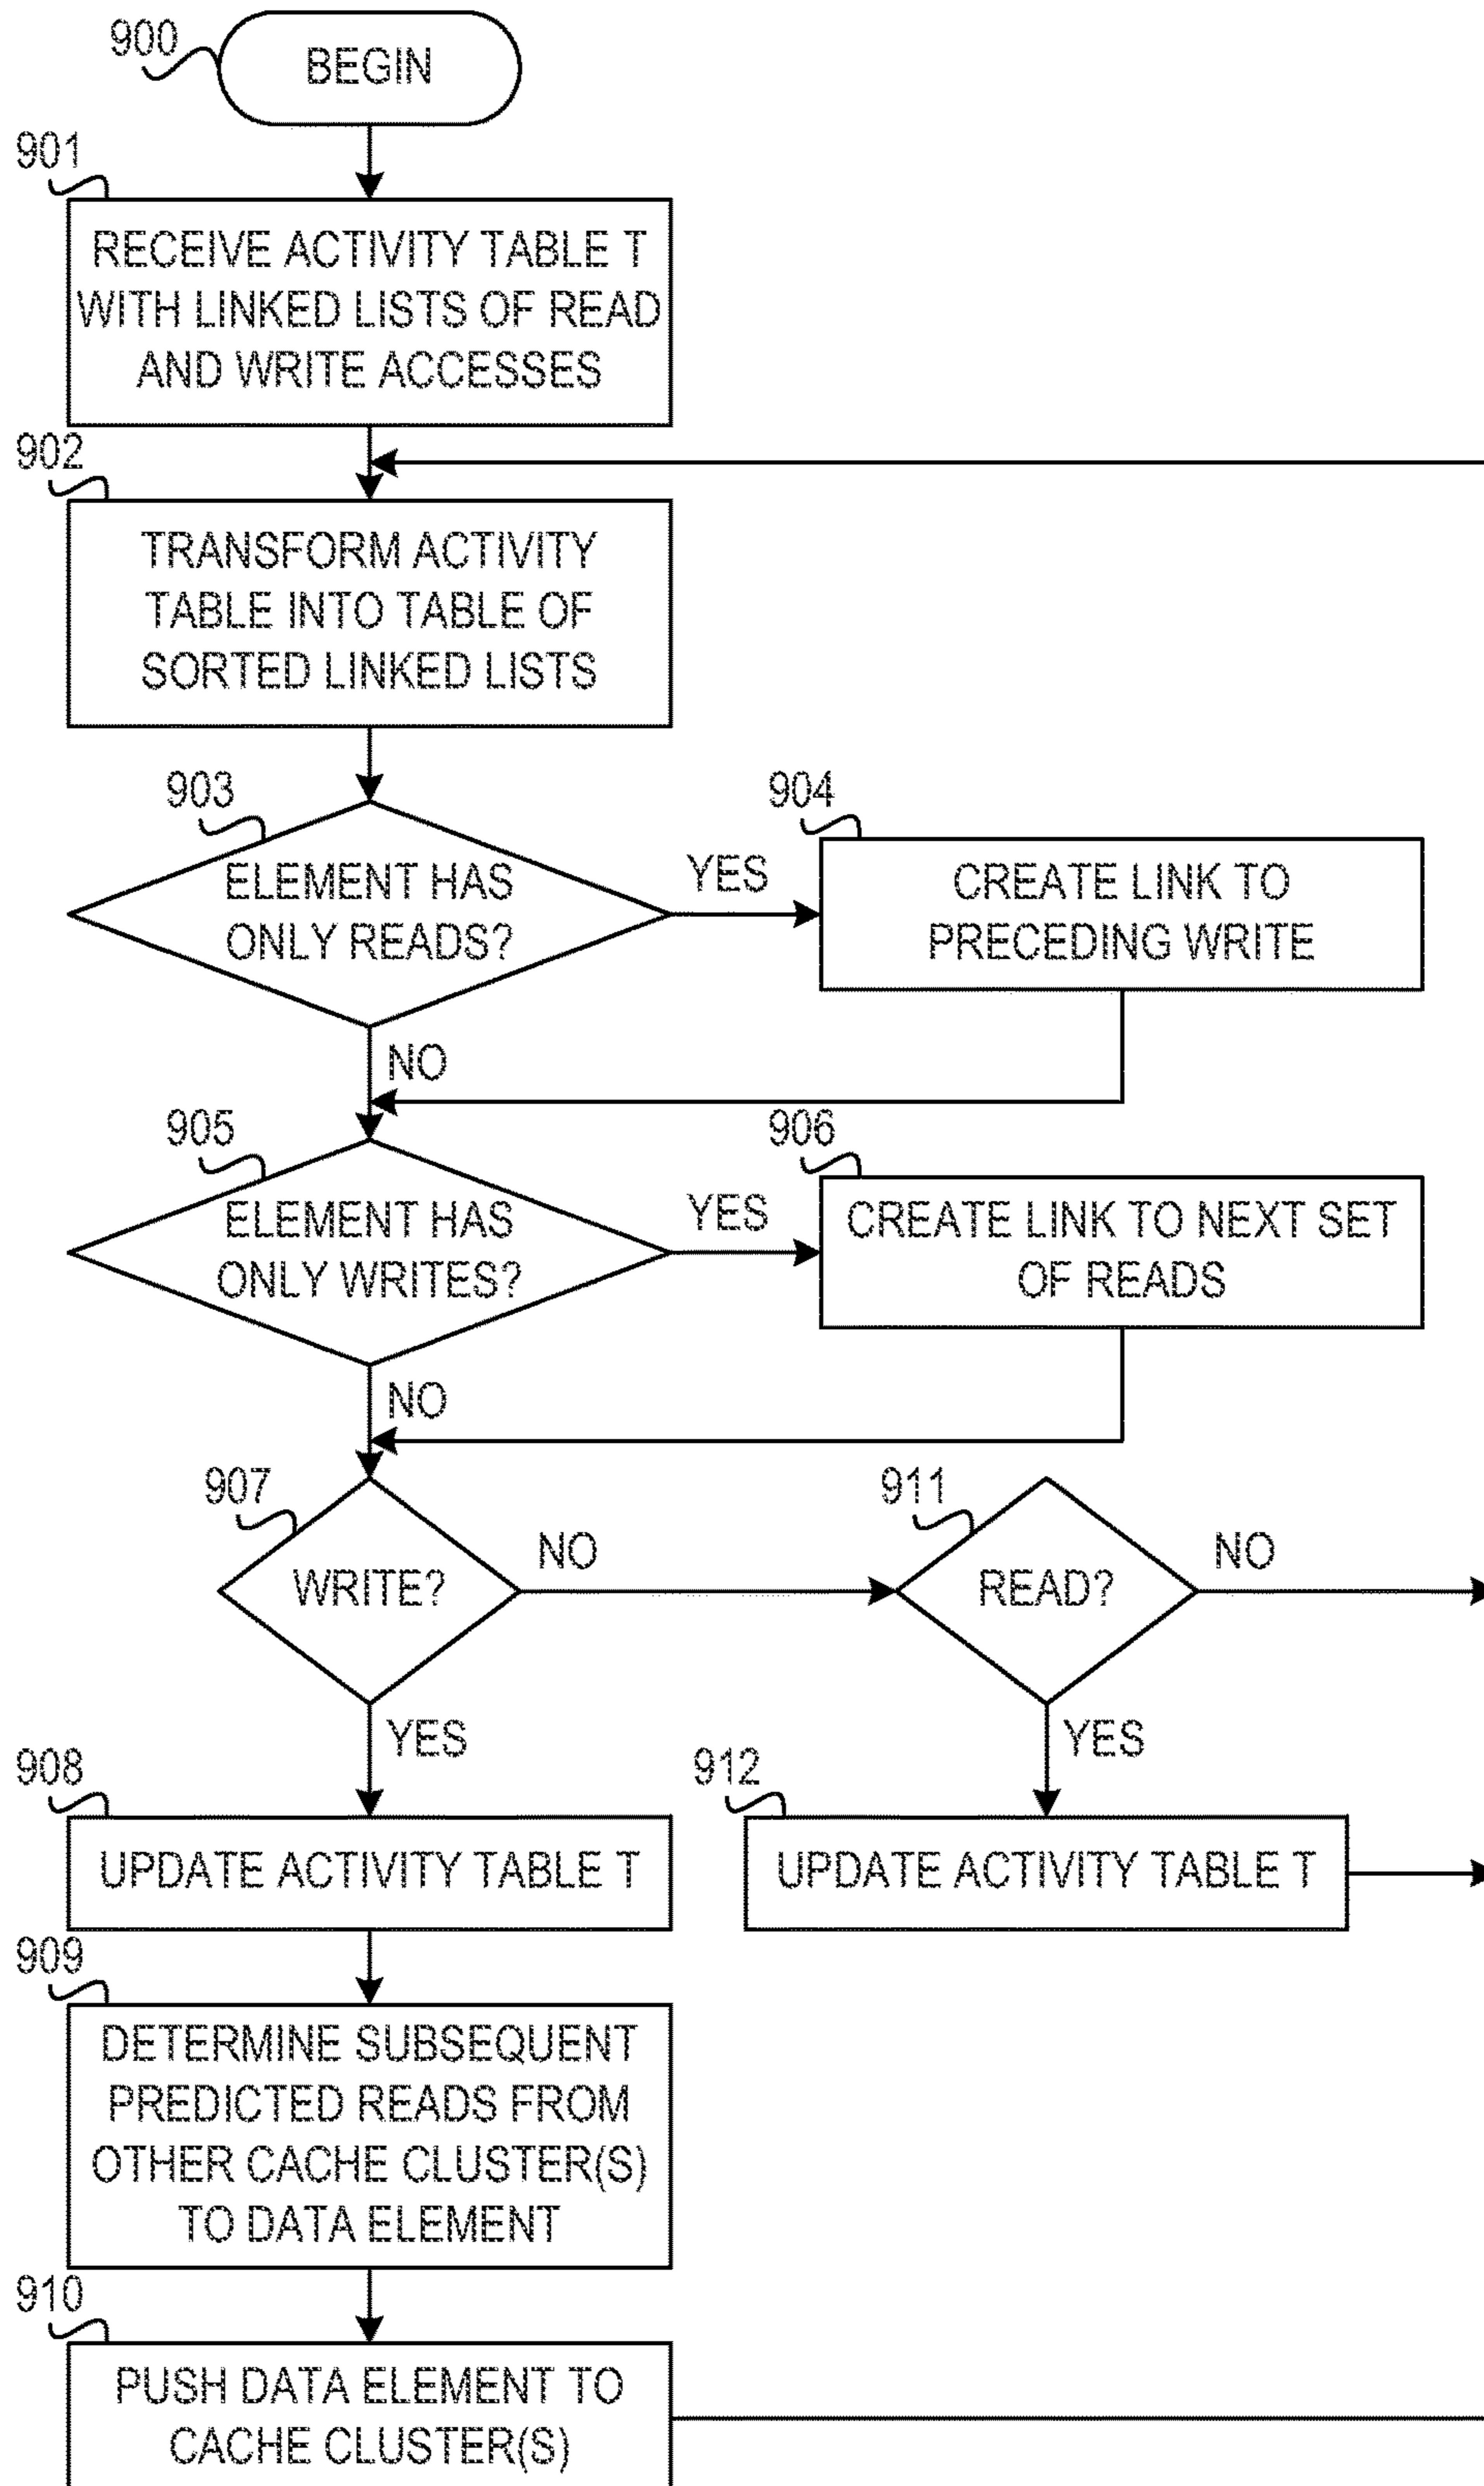 900
BEGIN
901
RECEIVE ACTIVITY TABLE T
WITH LINKED LISTS OF READ
AND WRITE ACCESSES
902
TRANSFORM ACTIVITY
TABLE INTO TABLE OF
SORTED LINKED LISTS
903
ELEMENT HAS
ONLY READS?
YES
904
CREATE LINK TO
PRECEDING WRITE
NO
905
ELEMENT HAS
ONLY WRITES?
YES
906
CREATE LINK TO NEXT SET
OF READS
NO
907
WRITE?
NO
911
READ?
NO
YES
YES
908
UPDATE ACTIVITY TABLE T
912
UPDATE ACTIVITY TABLE T
909
DETERMINE SUBSEQUENT
PREDICTED READS FROM
OTHER CACHE CLUSTER(S)
TO DATA ELEMENT
910
PUSH DATA ELEMENT TO
CACHE CLUSTER(S)